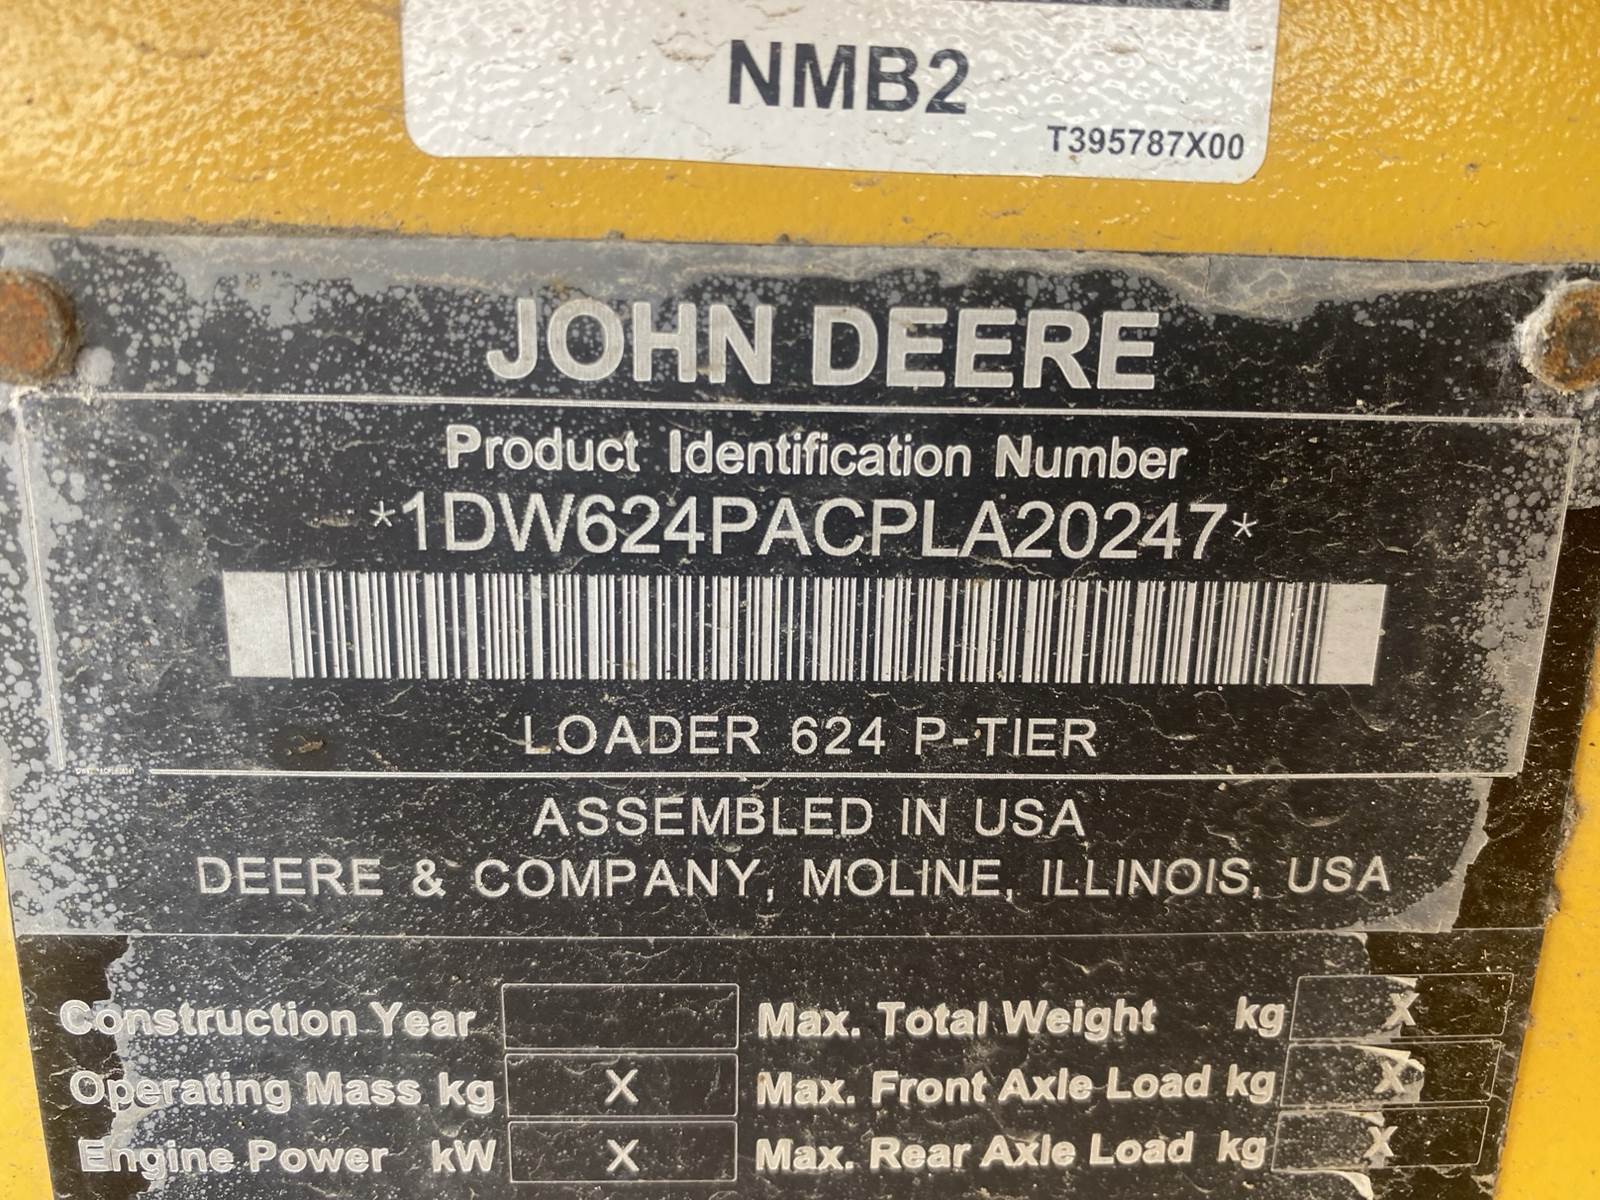 NMB2
T395787X00
JOHN DEERE
Product Identification Number
*1DW624PACPLA20247*
LOADER 624 P-TIER
ASSEMBLED IN USA
DEERE & COMPANY, MOLINE, ILLINOIS, USA
Construction Year Max. Total Weight kg X
Operating Mass kg X Max. Front Axle Load kg X
Engine Power kW X Max. Rear Axle Load kg X